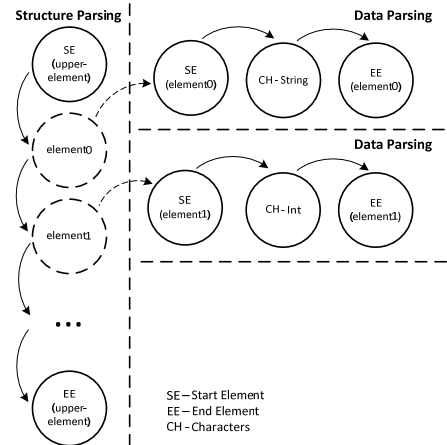 Structure Parsing
SE
(upper-
element)
element0
element1
...
EE
(upper-
element)
Data Parsing
SE
(element0)
CH-String
EE
(element0)
Data Parsing
SE
(element1)
CH-Int
EE
(element1)
SE—Start Element
EE—End Element
CH-Characters